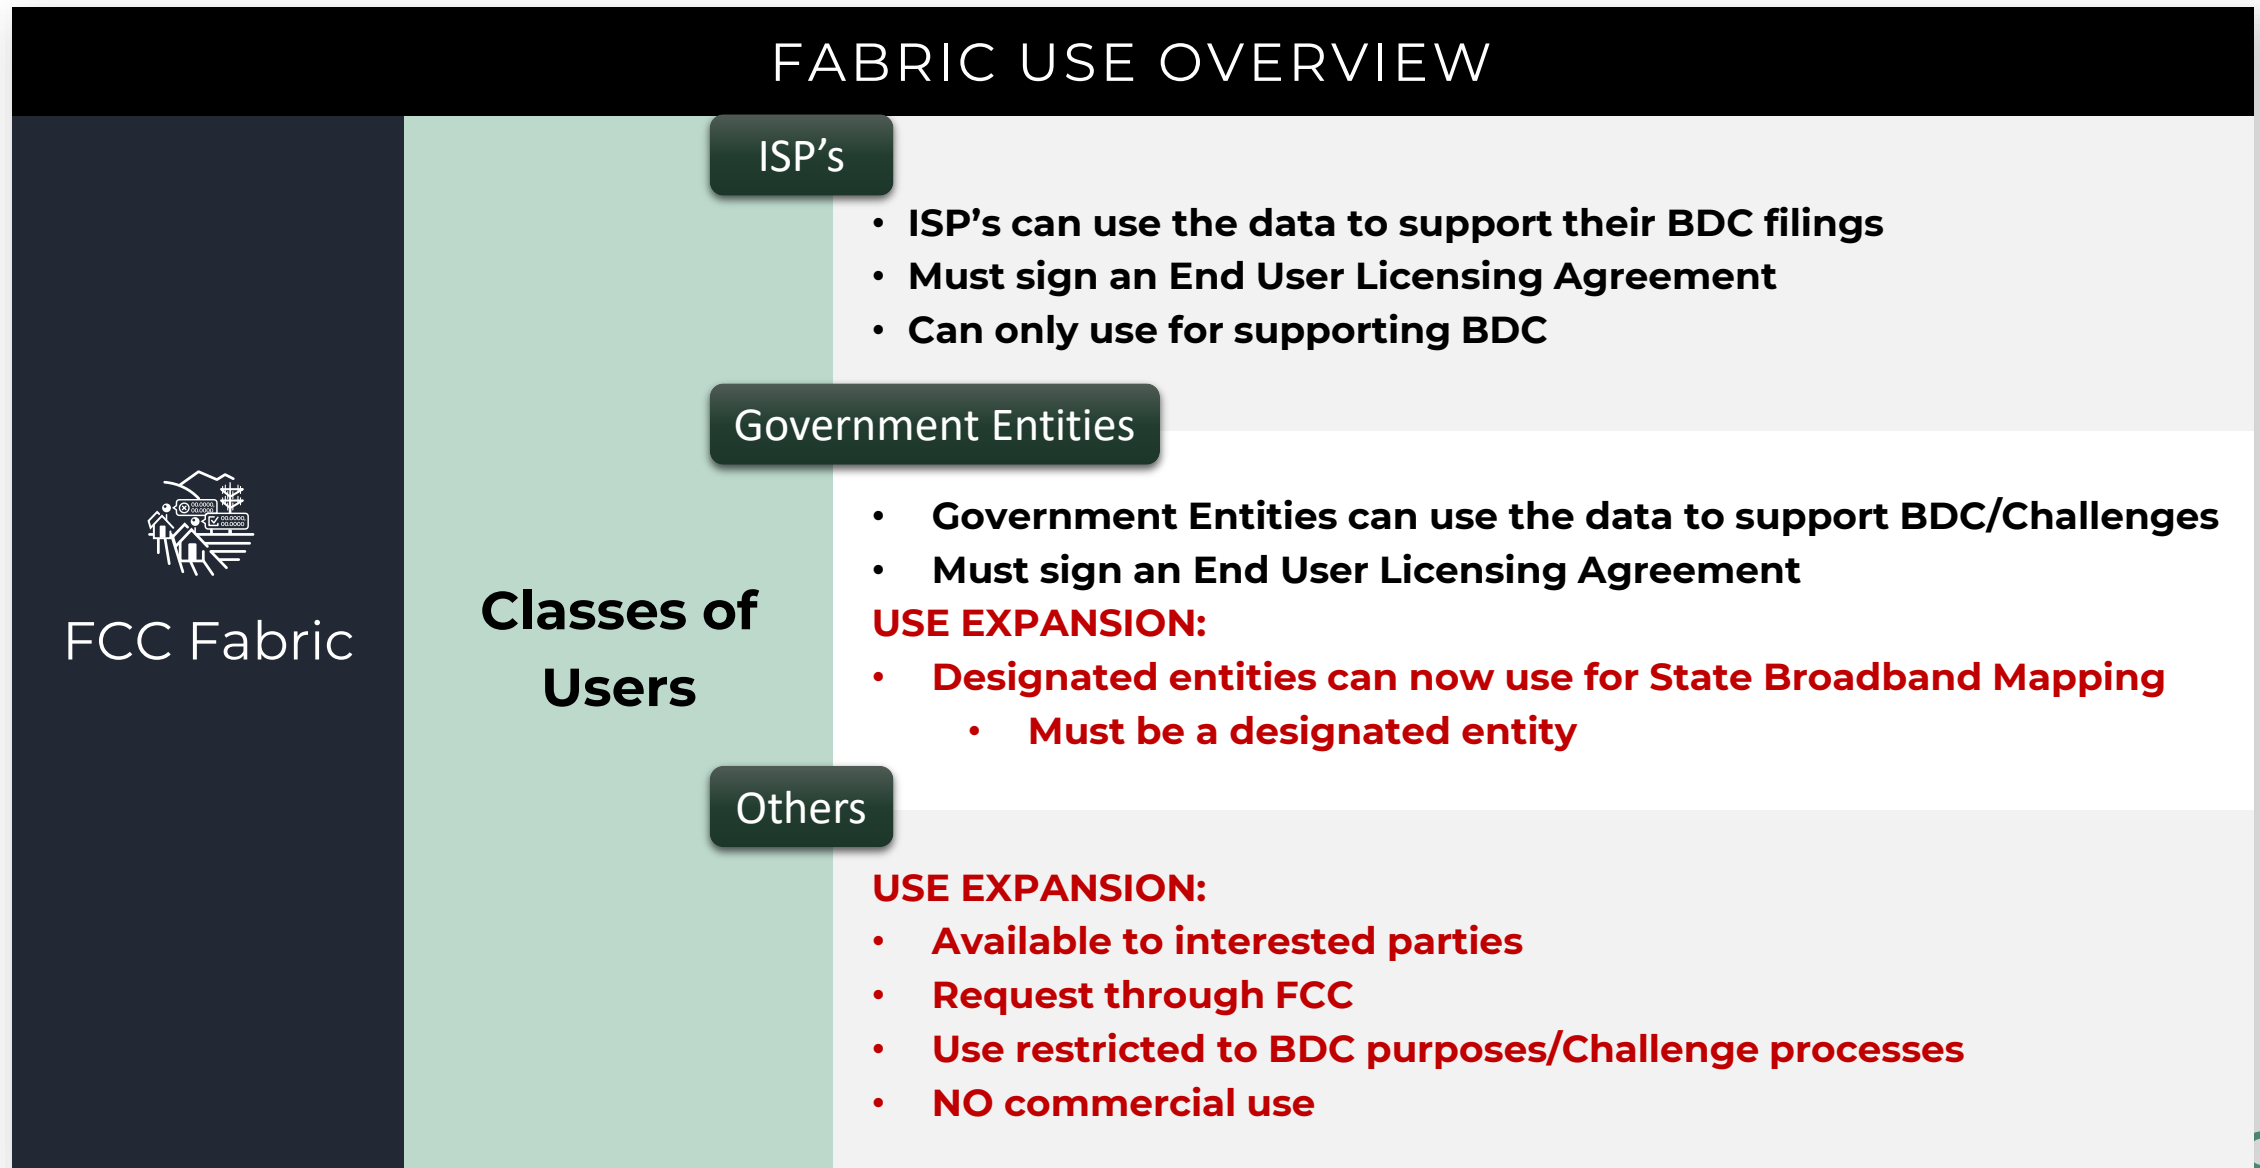 FABRIC USE OVERVIEW
FCC Fabric
Classes of
Users
ISP’s
• ISP’s can use the data to support their BDC filings
• Must sign an End User Licensing Agreement
• Can only use for supporting BDC
Government Entities
• Government Entities can use the data to support BDC/Challenges
• Must sign an End User Licensing Agreement
USE EXPANSION:
• Designated entities can now use for State Broadband Mapping
• Must be a designated entity
Others
USE EXPANSION:
• Available to interested parties
• Request through FCC
• Use restricted to BDC purposes/Challenge processes
• NO commercial use